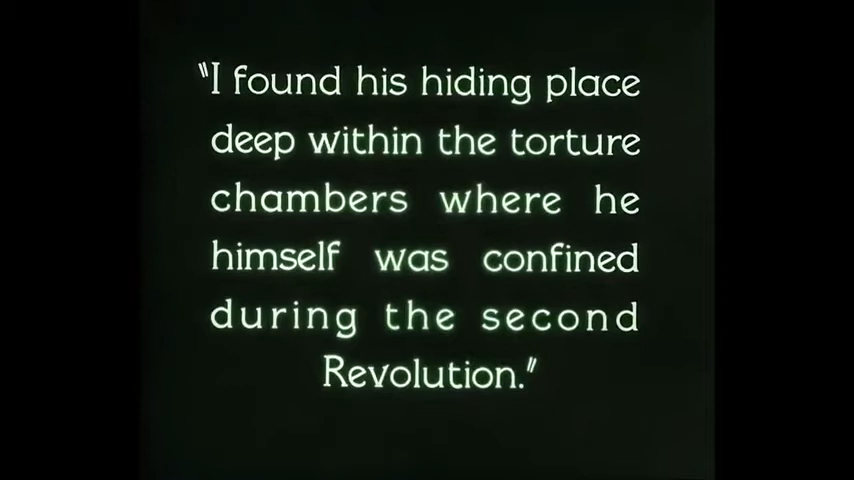 "I found his hiding place
deep within the torture
chambers where he
himself was confined
during the second
Revolution."